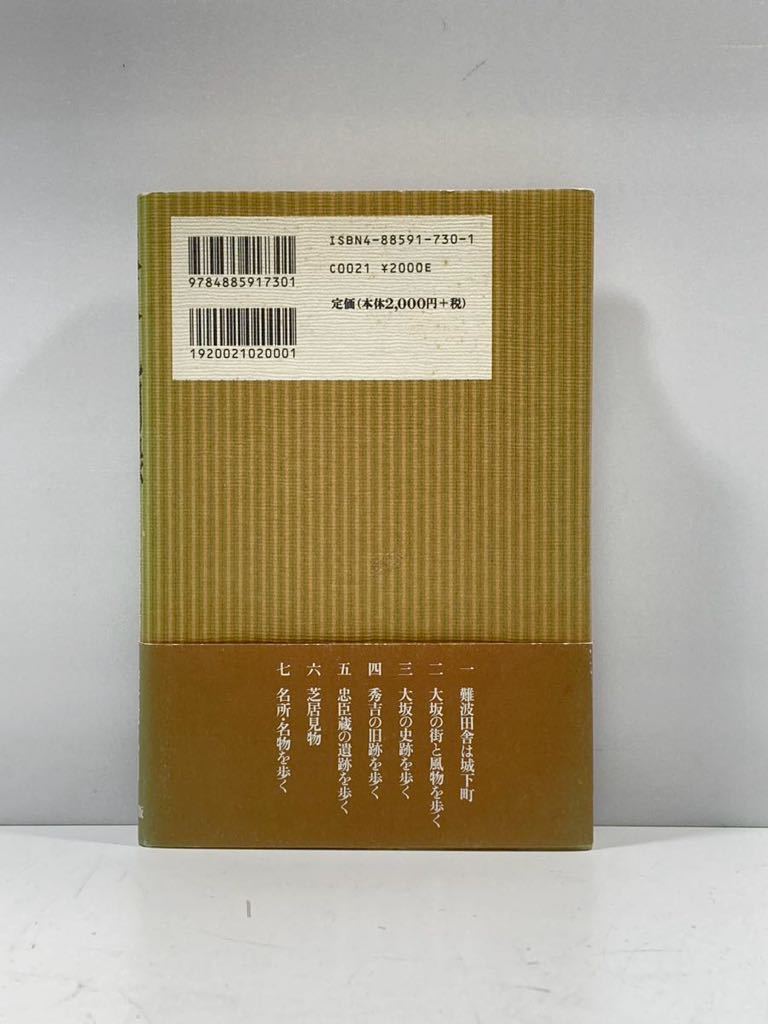 ISBN4-88591-730-1
C0021 ¥2000E
定価(本体2,000円+税)
9784885917301
1920021020001
一 難波田舎は城下町
二 大坂の街と風物を歩く
三 大坂の史跡を歩く
四 秀吉の旧跡を歩く
五 忠臣蔵の遺跡を歩く
六 芝居見物
七 名所・名物を歩く